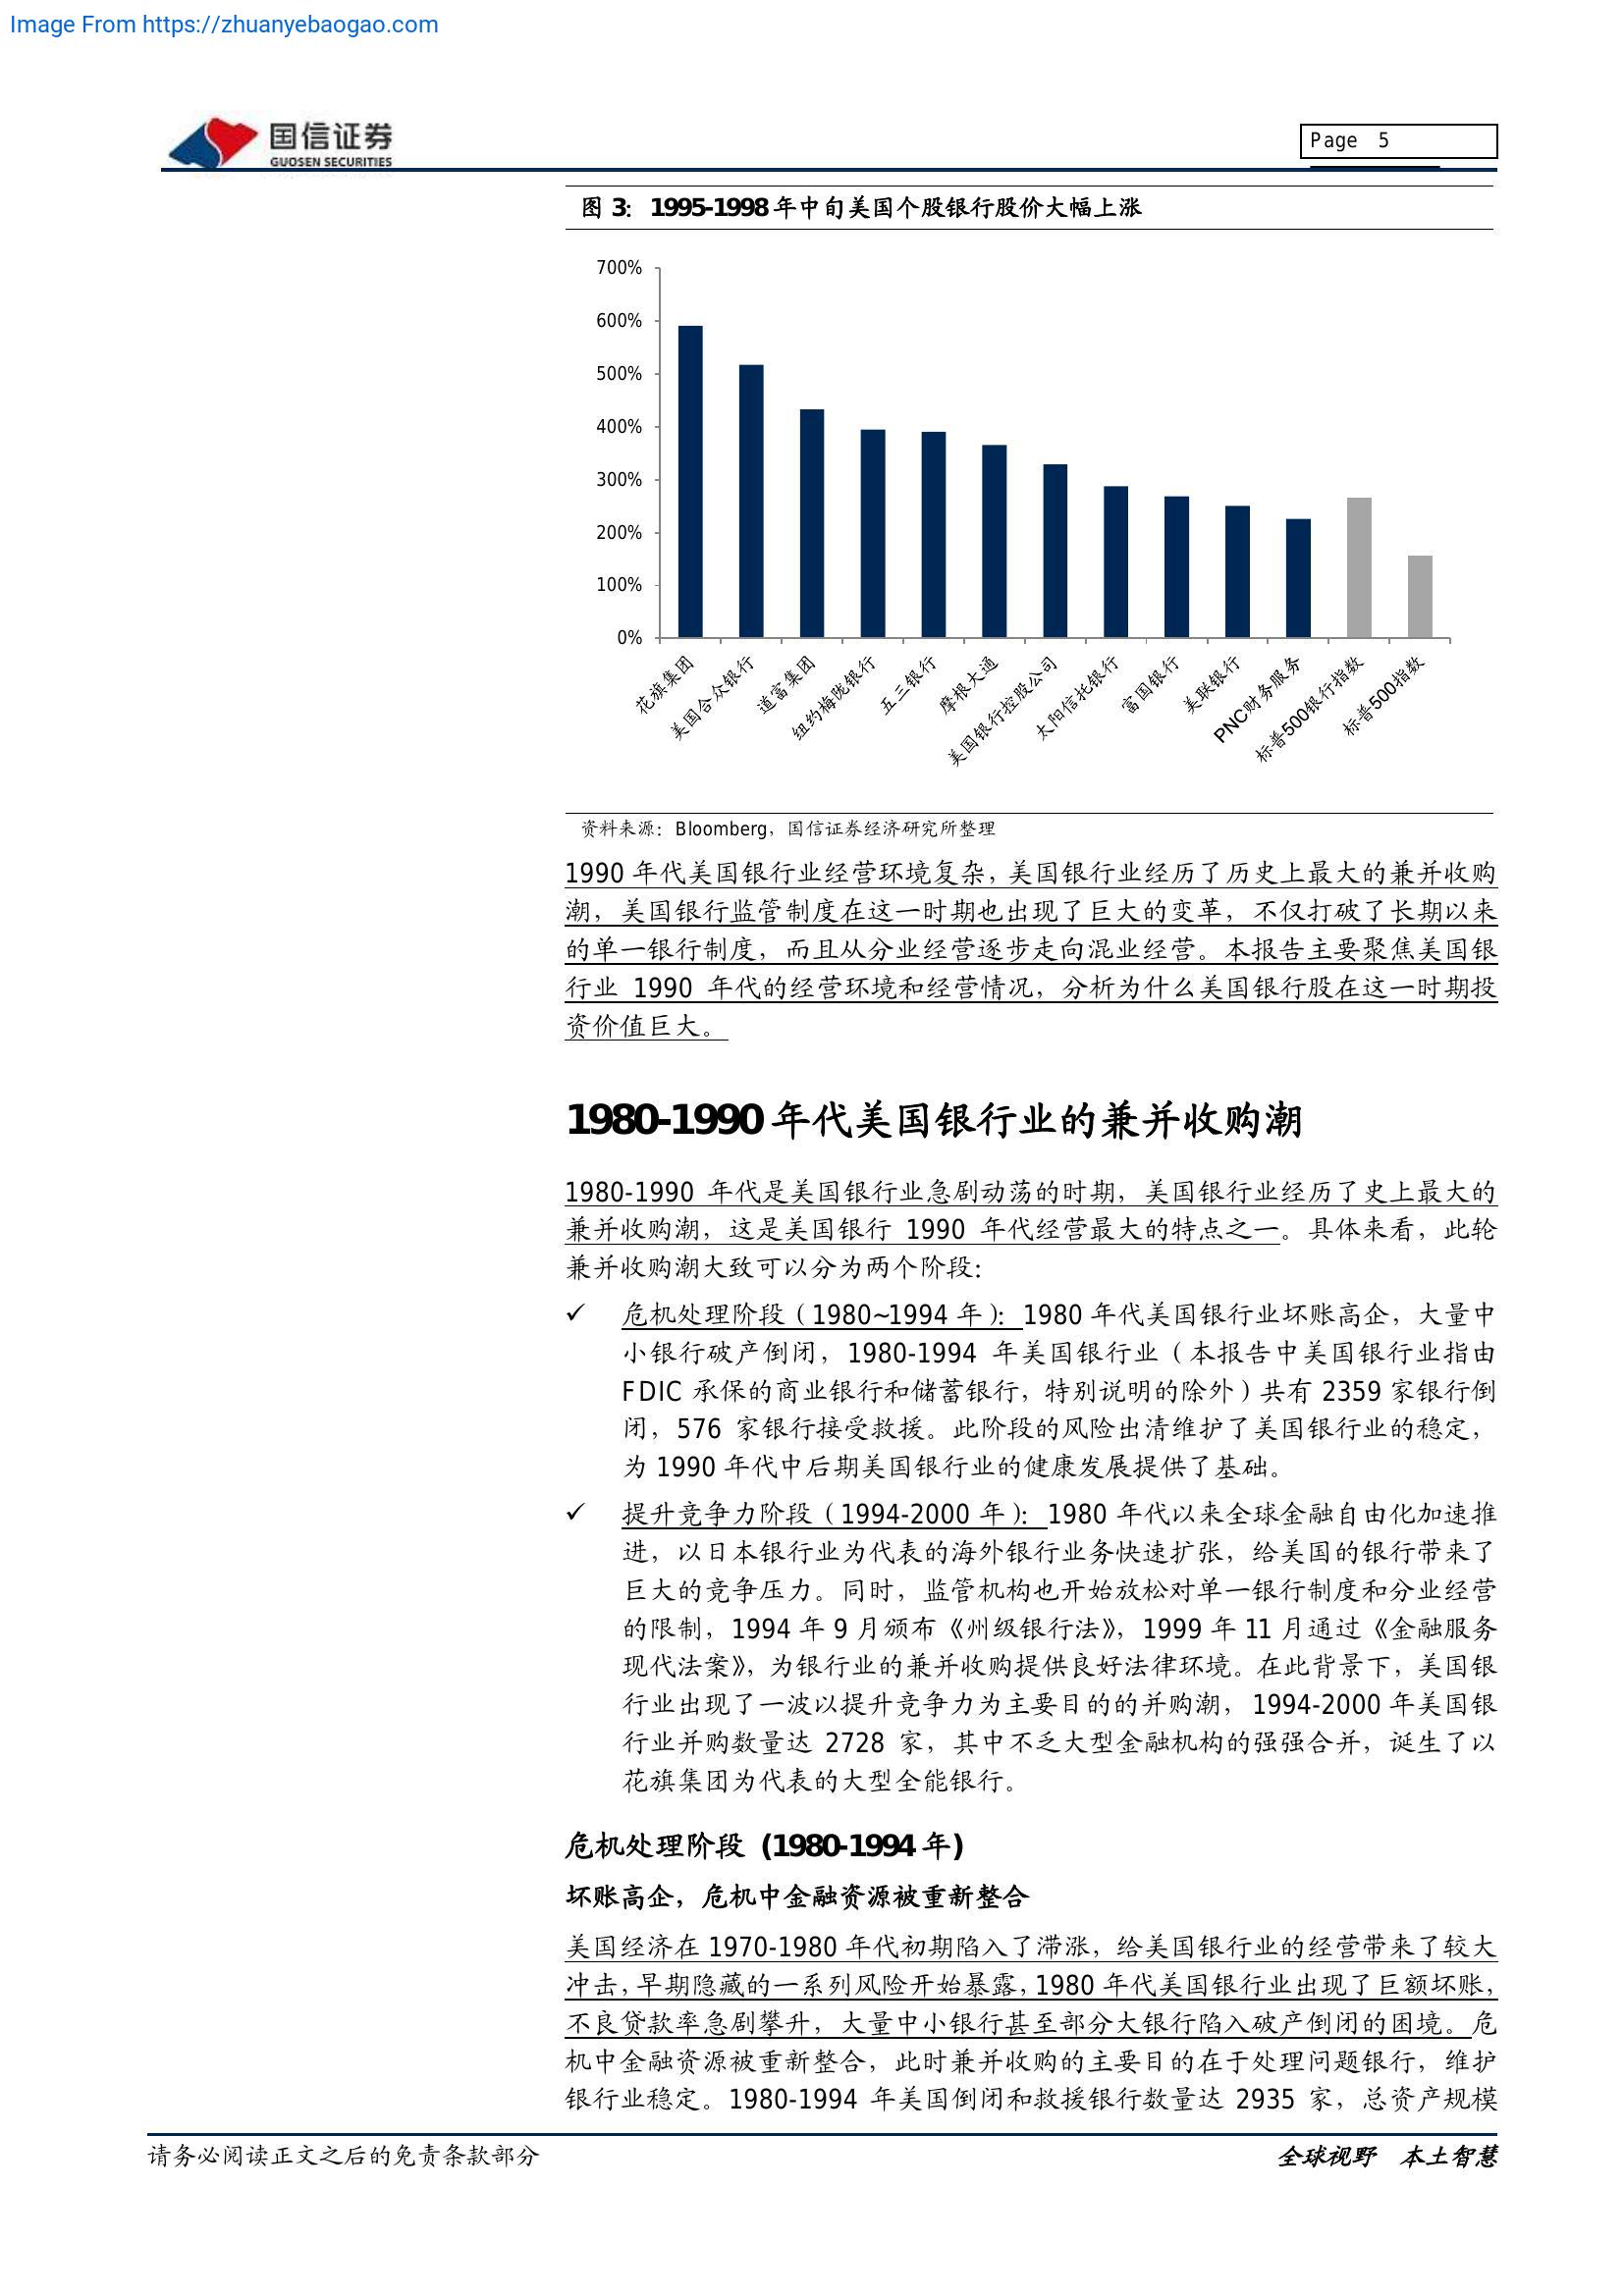 Image From https://zhuanyebaogao.com
国信证券
GUOSEN SECURITIES
Page 5
图 3: 1995-1998年中旬美国个股银行股价大幅上涨
700%
600%
500%
400%
300%
200%
100%
0%
花旗集团
美国合众银行
道富集团
纽约梅陇银行
五三银行
摩根大通
美国银行控股公司
太阳信托银行
富国银行
美联银行
PNC财务服务
标普500银行指数
标普500指数
资料来源：Bloomberg，国信证券经济研究所整理
1990 年代美国银行业经营环境复杂，美国银行业经历了历史上最大的兼并收购
潮，美国银行监管制度在这一时期也出现了巨大的变革，不仅打破了长期以来
的单一银行制度，而且从分业经营逐步走向混业经营。本报告主要聚焦美国银
行业 1990 年代的经营环境和经营情况，分析为什么美国银行股在这一时期投
资价值巨大。
1980-1990 年代美国银行业的兼并收购潮
1980-1990 年代是美国银行业急剧动荡的时期，美国银行业经历了史上最大的
兼并收购潮，这是美国银行 1990 年代经营最大的特点之一。具体来看，此轮
兼并收购潮大致可以分为两个阶段：
✓ 危机处理阶段（1980~1994 年）：1980 年代美国银行业坏账高企，大量中
小银行破产倒闭，1980-1994 年美国银行业（本报告中美国银行业指由
FDIC 承保的商业银行和储蓄银行，特别说明的除外）共有 2359 家银行倒
闭，576 家银行接受救援。此阶段的风险出清维护了美国银行业的稳定，
为 1990 年代中后期美国银行业的健康发展提供了基础。
✓ 提升竞争力阶段（1994-2000 年）：1980 年代以来全球金融自由化加速推
进，以日本银行业为代表的海外银行业务快速扩张，给美国的银行带来了
巨大的竞争压力。同时，监管机构也开始放松对单一银行制度和分业经营
的限制，1994 年 9 月颁布《州级银行法》，1999 年 11 月通过《金融服务
现代法案》，为银行业的兼并收购提供良好法律环境。在此背景下，美国银
行业出现了一波以提升竞争力为主要目的的并购潮，1994-2000 年美国银
行业并购数量达 2728 家，其中不乏大型金融机构的强强合并，诞生了以
花旗集团为代表的大型全能银行。
危机处理阶段 (1980-1994 年)
坏账高企，危机中金融资源被重新整合
美国经济在 1970-1980 年代初期陷入了滞涨，给美国银行业的经营带来了较大
冲击，早期隐藏的一系列风险开始暴露，1980 年代美国银行业出现了巨额坏账，
不良贷款率急剧攀升，大量中小银行甚至部分大银行陷入破产倒闭的困境。危
机中金融资源被重新整合，此时兼并收购的主要目的在于处理问题银行，维护
银行业稳定。1980-1994 年美国倒闭和救援银行数量达 2935 家，总资产规模
请务必阅读正文之后的免责条款部分
全球视野 本土智慧